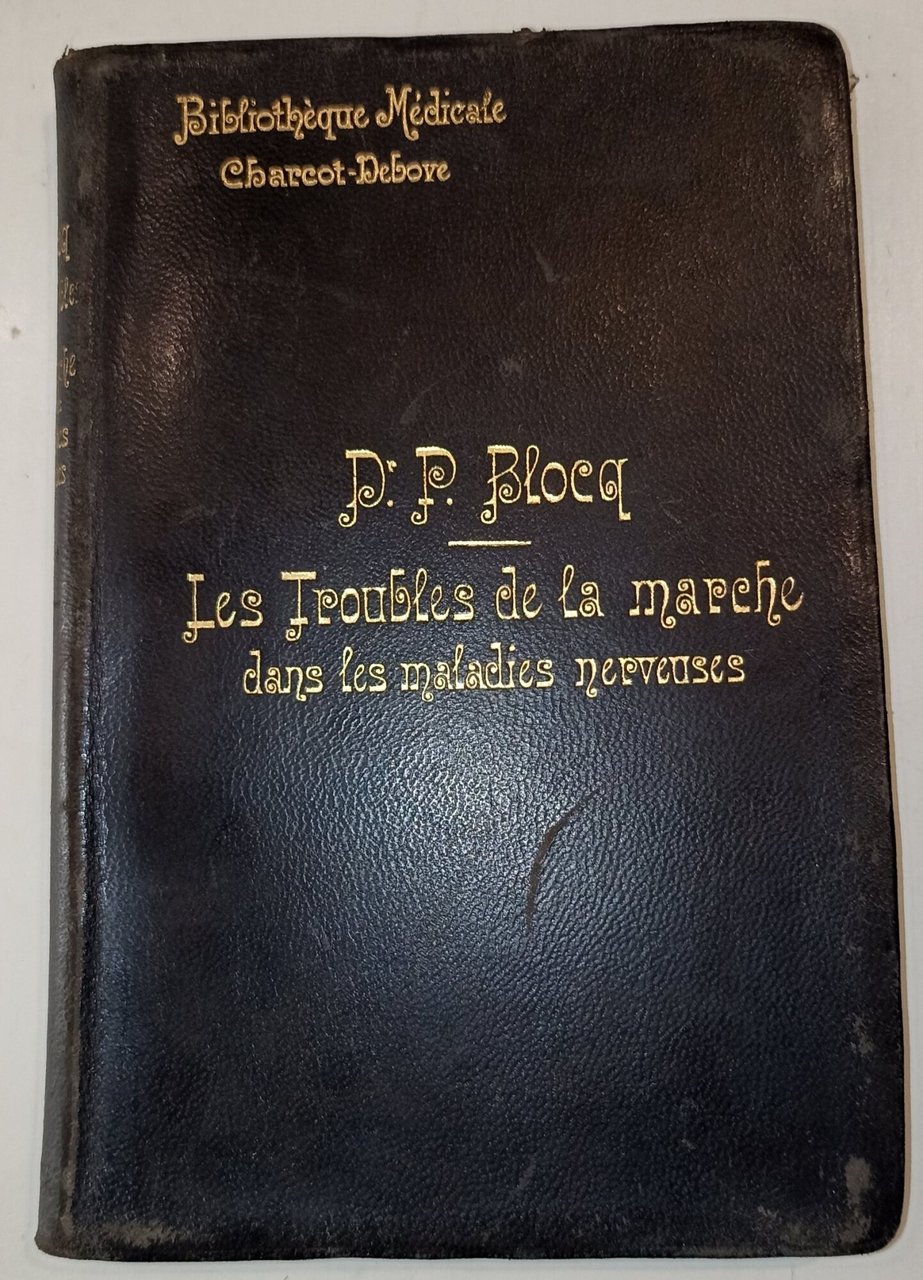 Bibliothèque Médicale
Charcot-Debove
Dr. P. Blocq
Les Troubles de la marche
dans les maladies nerveuses